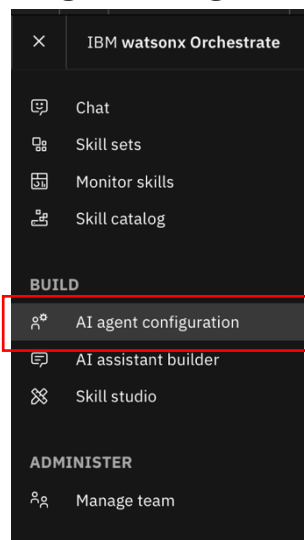 IBM watsonx Orchestrate
Chat
Skill sets
Monitor skills
Skill catalog
BUILD
AI agent configuration
AI assistant builder
Skill studio
ADMINISTER
Manage team